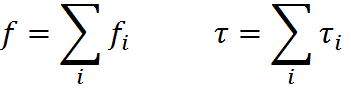 f = ∑_i f_i    τ = ∑_i τ_i